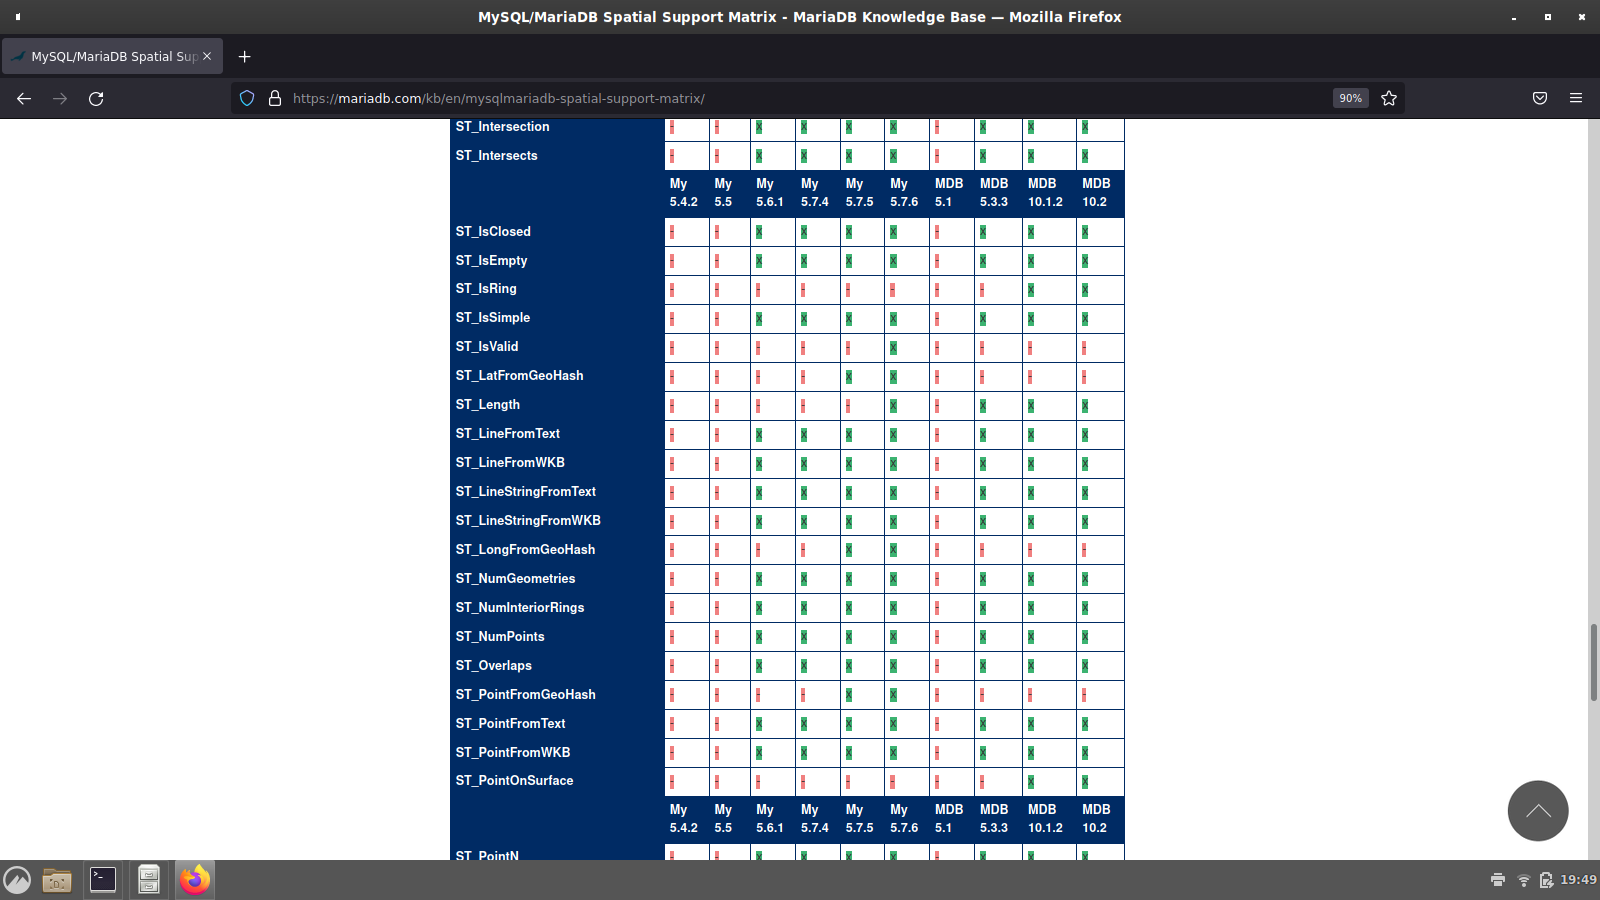 MySQL/MariaDB Spatial Support Matrix - MariaDB Knowledge Base — Mozilla Firefox
MySQL/MariaDB Spatial Sup
https://mariadb.com/kb/en/mysqlmariadb-spatial-support-matrix/ 90%
ST_Intersection - - X X X X - X X X
ST_Intersects - - X X X X - X X X
My 5.4.2 My 5.5 My 5.6.1 My 5.7.4 My 5.7.5 My 5.7.6 MDB 5.1 MDB 5.3.3 MDB 10.1.2 MDB 10.2
ST_IsClosed - - X X X X - X X X
ST_IsEmpty - - X X X X - X X X
ST_IsRing - - - - - - - - X X
ST_IsSimple - - X X X X - X X X
ST_IsValid - - - - - X - - - -
ST_LatFromGeoHash - - - - X X - - - -
ST_Length - - - - - X - X X X
ST_LineFromText - - X X X X - X X X
ST_LineFromWKB - - X X X X - X X X
ST_LineStringFromText - - X X X X - X X X
ST_LineStringFromWKB - - X X X X - X X X
ST_LongFromGeoHash - - - - X X - - - -
ST_NumGeometries - - X X X X - X X X
ST_NumInteriorRings - - X X X X - X X X
ST_NumPoints - - X X X X - X X X
ST_Overlaps - - X X X X - X X X
ST_PointFromGeoHash - - - - X X - - - -
ST_PointFromText - - X X X X - X X X
ST_PointFromWKB - - X X X X - X X X
ST_PointOnSurface - - - - - - - - X X
My 5.4.2 My 5.5 My 5.6.1 My 5.7.4 My 5.7.5 My 5.7.6 MDB 5.1 MDB 5.3.3 MDB 10.1.2 MDB 10.2
ST_PointN - - X X X X - X X X
19:49